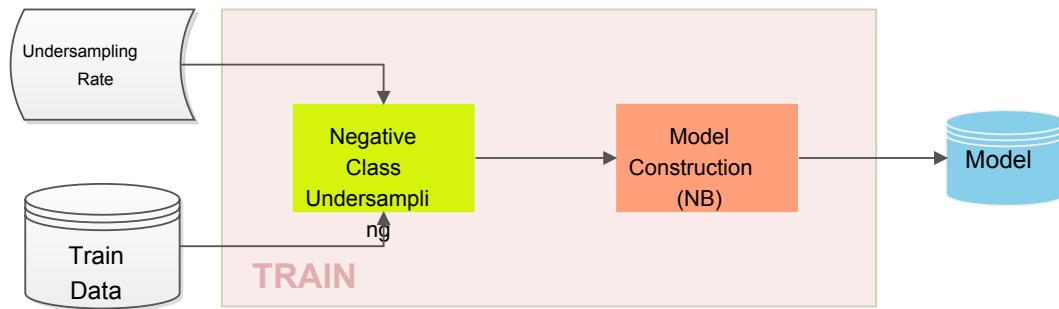 Undersampling
Rate
Negative
Class
Undersampli
ng
Model
Construction
(NB)
Model
Train
Data
TRAIN